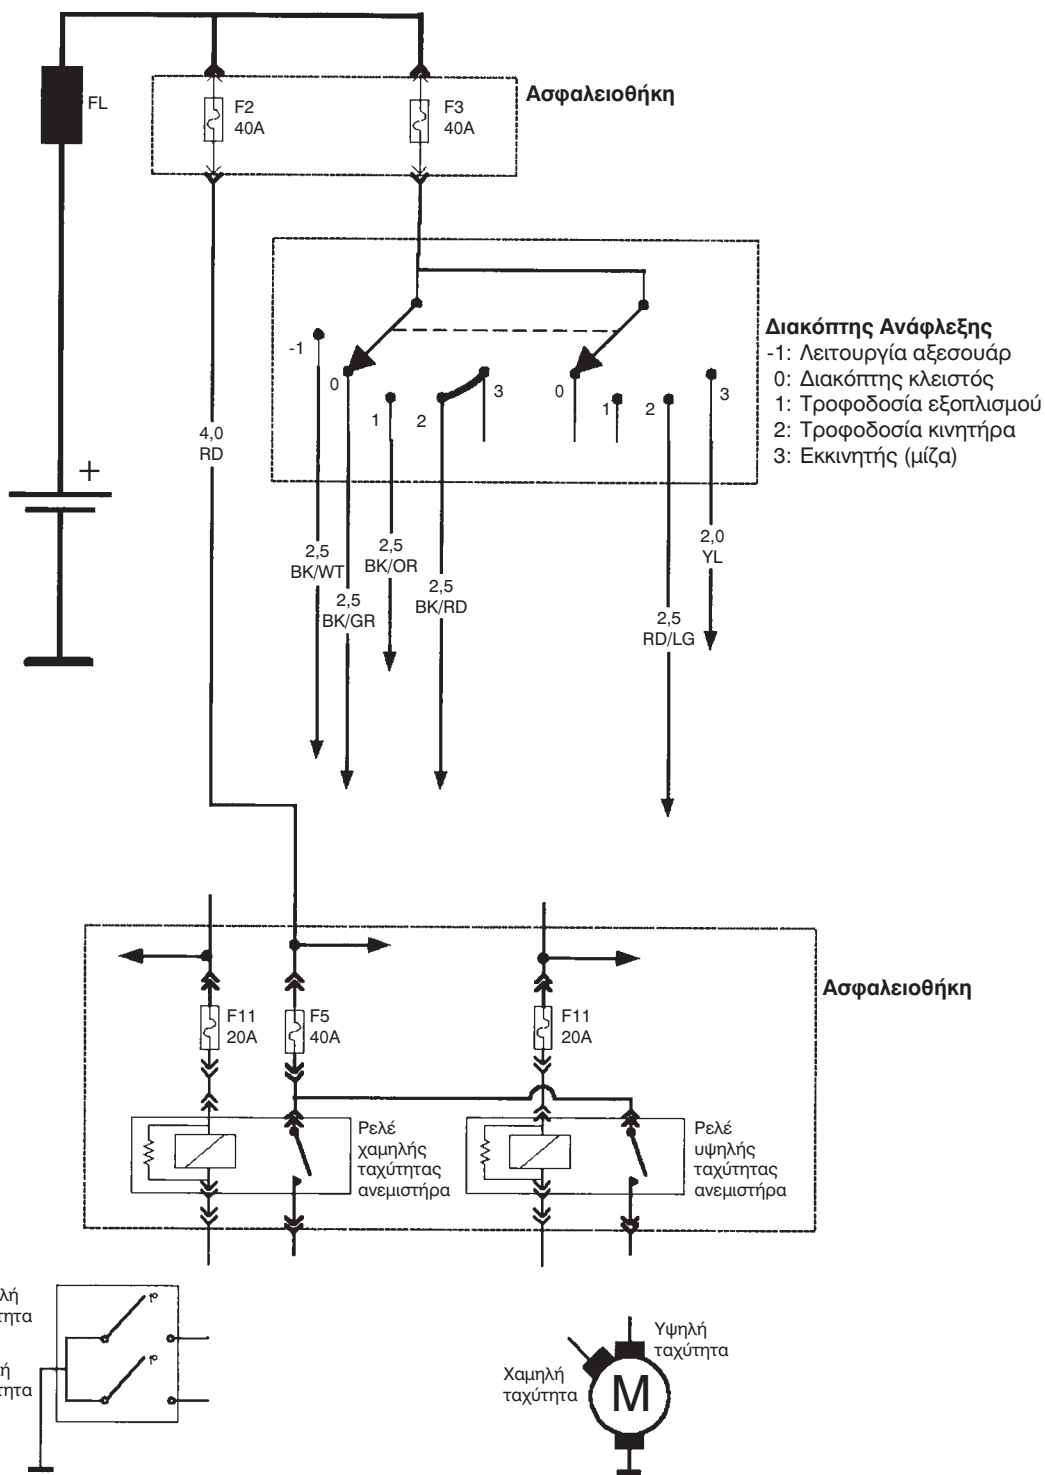 FL
F2
40A
F3
40A
Ασφαλειοθήκη
-1
0
1
2
3
0
1
2
3
Διακόπτης Ανάφλεξης
-1: Λειτουργία αξεσουάρ
0: Διακόπτης κλειστός
1: Τροφοδοσία εξοπλισμού
2: Τροφοδοσία κινητήρα
3: Εκκινητής (μίζα)
4,0
RD
+
2,5
BK/WT
2,5
BK/GR
2,5
BK/OR
2,5
BK/RD
2,5
RD/LG
2,0
YL
Ασφαλειοθήκη
F11
20A
F5
40A
F11
20A
Ρελέ
χαμηλής
ταχύτητας
ανεμιστήρα
Ρελέ
υψηλής
ταχύτητας
ανεμιστήρα
t°
t°
Υψηλή
ταχύτητα
Χαμηλή
ταχύτητα
M